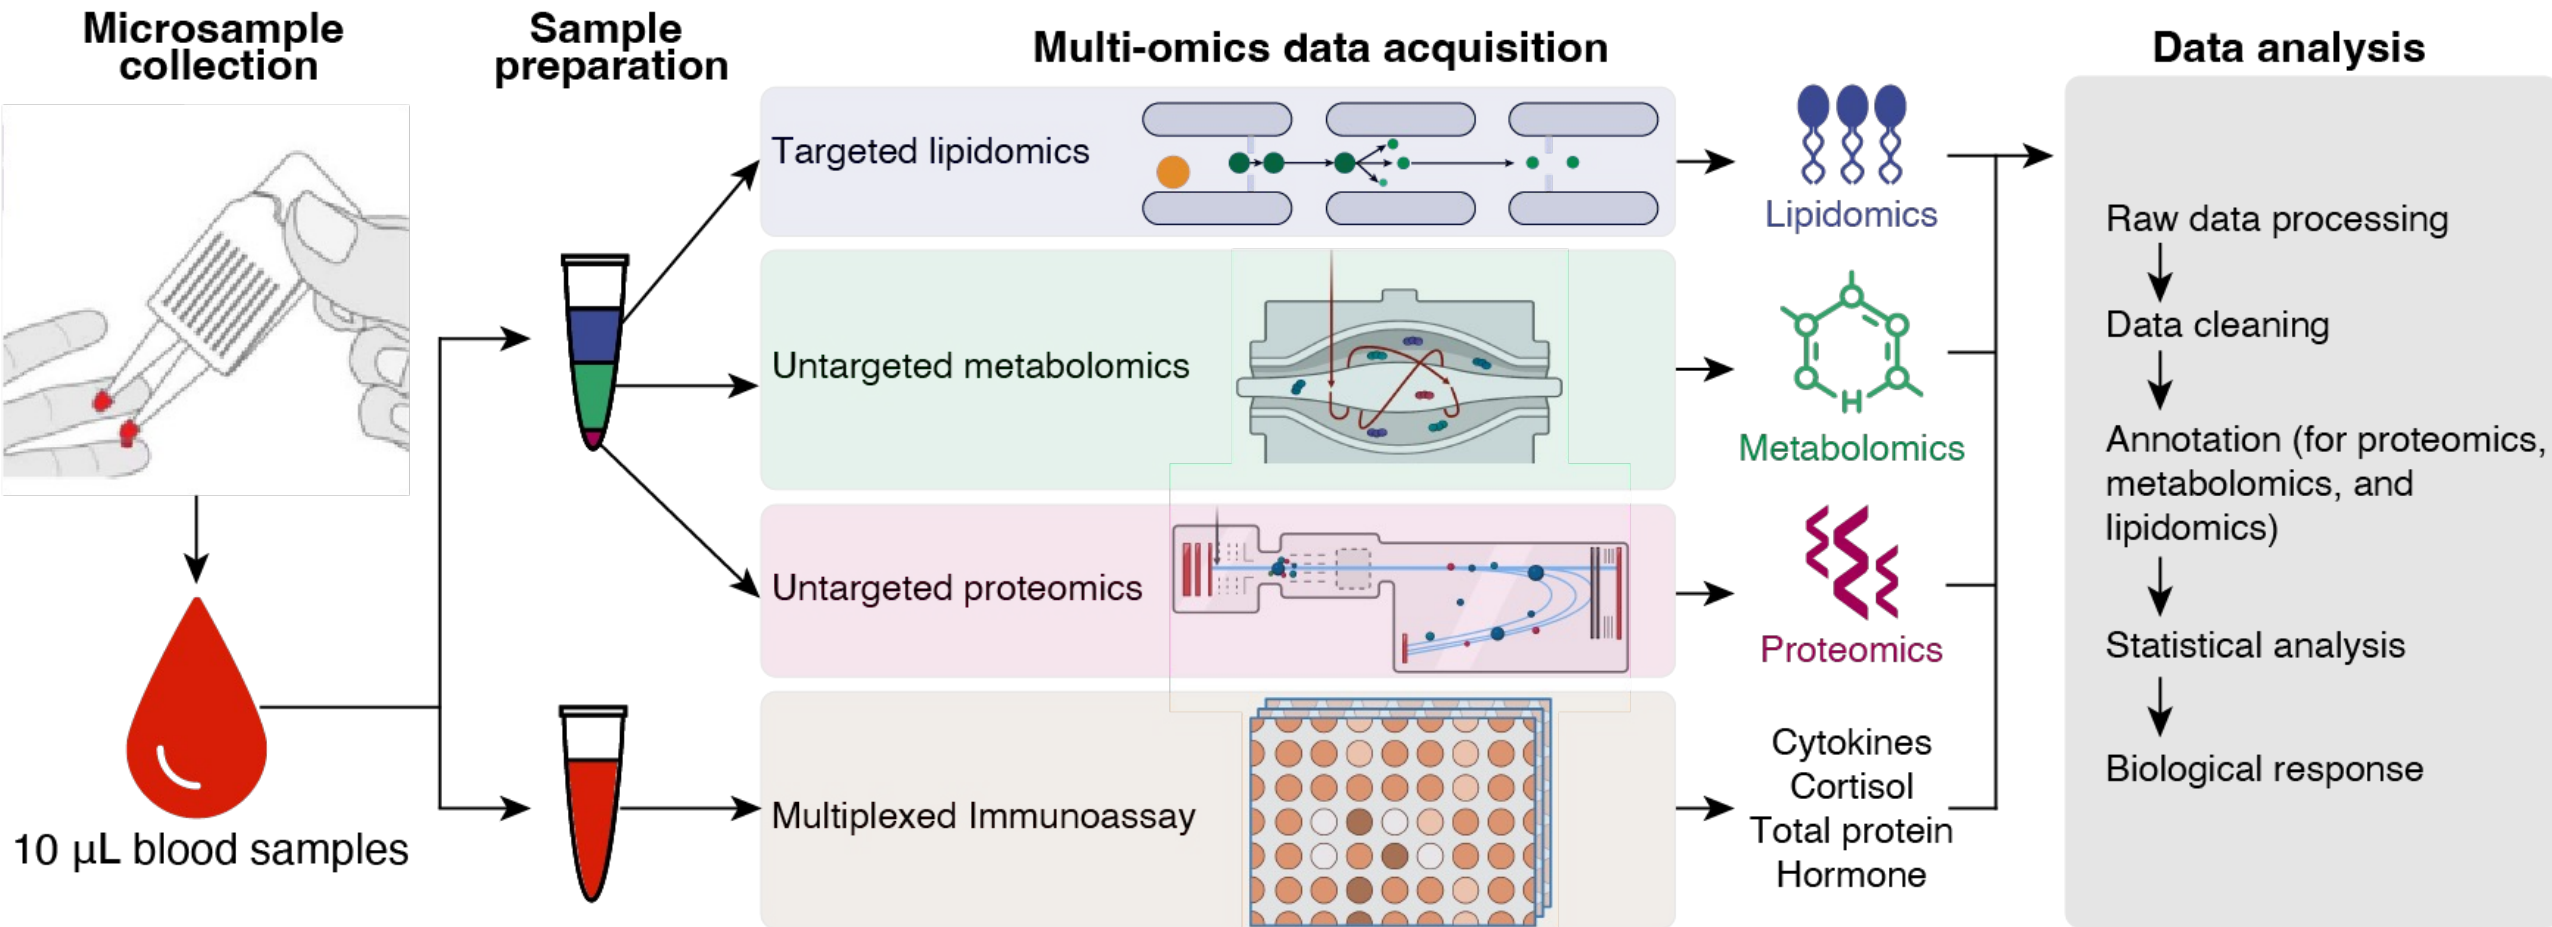 Microsample
collection
Sample
preparation
Multi-omics data acquisition
Data analysis
Targeted lipidomics
Lipidomics
Untargeted metabolomics
Metabolomics
Untargeted proteomics
Proteomics
Multiplexed Immunoassay
Cytokines
Cortisol
Total protein
Hormone
10 µL blood samples
Raw data processing
Data cleaning
Annotation (for proteomics,
metabolomics, and
lipidomics)
Statistical analysis
Biological response
H